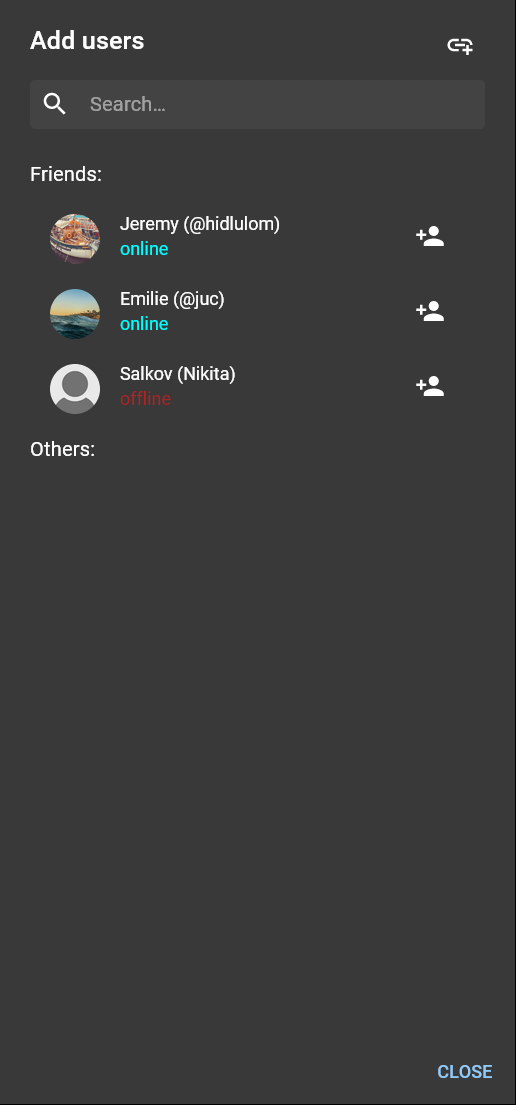 Add users
Search...
Friends:
Jeremy (@hidlulom)
online
Emilie (@juc)
online
Salkov (Nikita)
offline
Others:
CLOSE